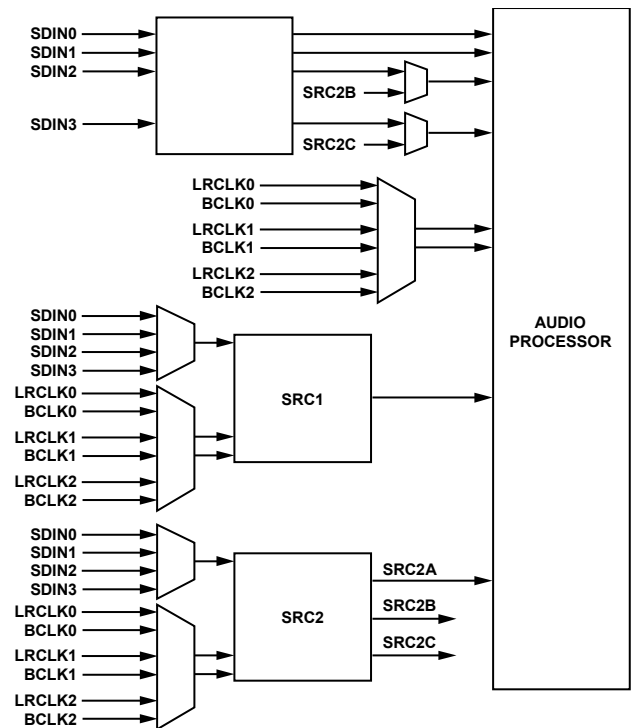 SDIN0
SDIN1
SDIN2
SRC2B
SDIN3
SRC2C
LRCLK0
BCLK0
LRCLK1
BCLK1
LRCLK2
BCLK2
AUDIO
PROCESSOR
SDIN0
SDIN1
SDIN2
SDIN3
LRCLK0
BCLK0
LRCLK1
BCLK1
LRCLK2
BCLK2
SRC1
SDIN0
SDIN1
SDIN2
SDIN3
LRCLK0
BCLK0
LRCLK1
BCLK1
LRCLK2
BCLK2
SRC2
SRC2A
SRC2B
SRC2C